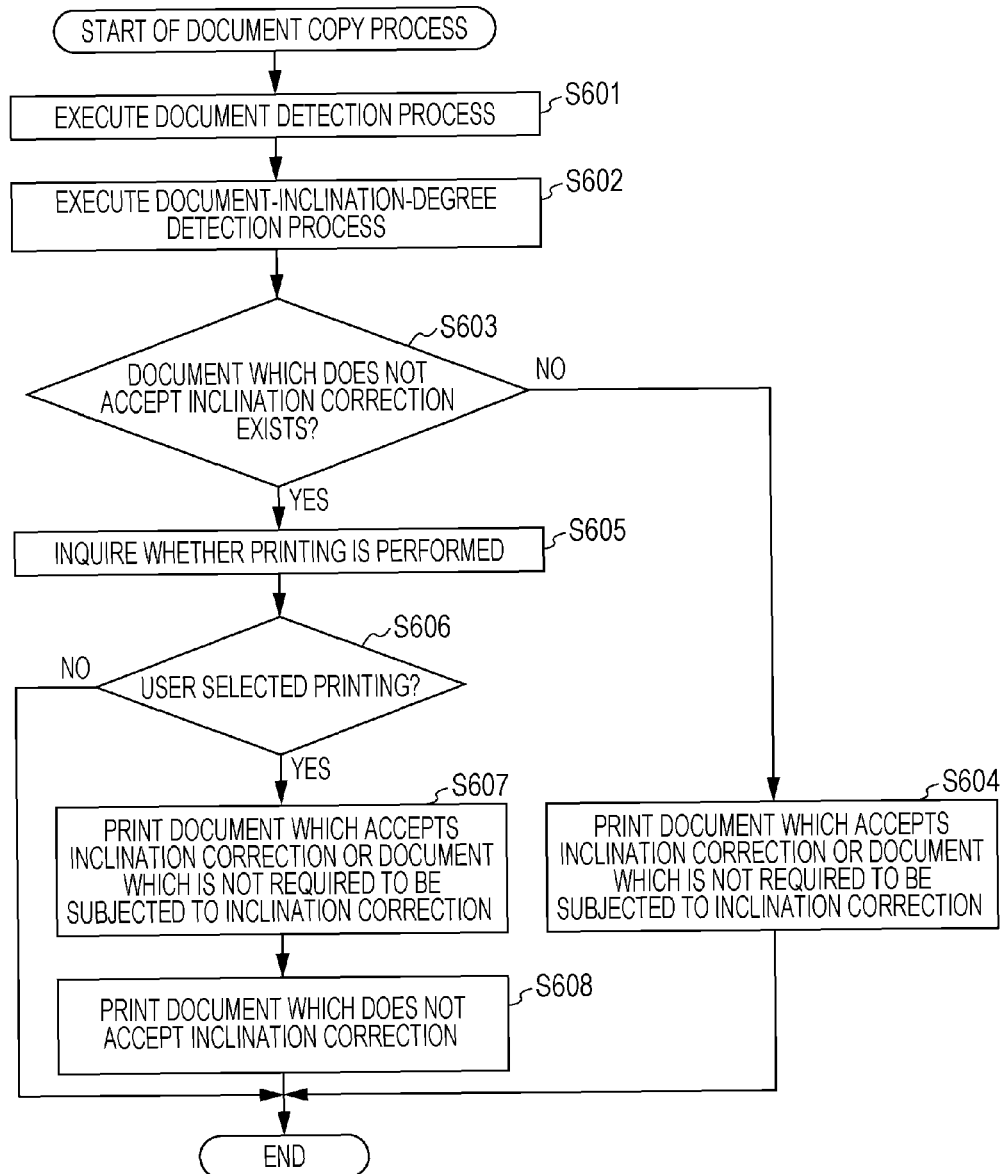 START OF DOCUMENT COPY PROCESS
S601
EXECUTE DOCUMENT DETECTION PROCESS
S602
EXECUTE DOCUMENT-INCLINATION-DEGREE
DETECTION PROCESS
S603
DOCUMENT WHICH DOES NOT
ACCEPT INCLINATION CORRECTION
EXISTS?
NO
YES
S605
INQUIRE WHETHER PRINTING IS PERFORMED
S606
NO
USER SELECTED PRINTING?
YES
S607
PRINT DOCUMENT WHICH ACCEPTS
INCLINATION CORRECTION OR DOCUMENT
WHICH IS NOT REQUIRED TO BE
SUBJECTED TO INCLINATION CORRECTION
S604
PRINT DOCUMENT WHICH ACCEPTS
INCLINATION CORRECTION OR DOCUMENT
WHICH IS NOT REQUIRED TO BE
SUBJECTED TO INCLINATION CORRECTION
S608
PRINT DOCUMENT WHICH DOES NOT
ACCEPT INCLINATION CORRECTION
END